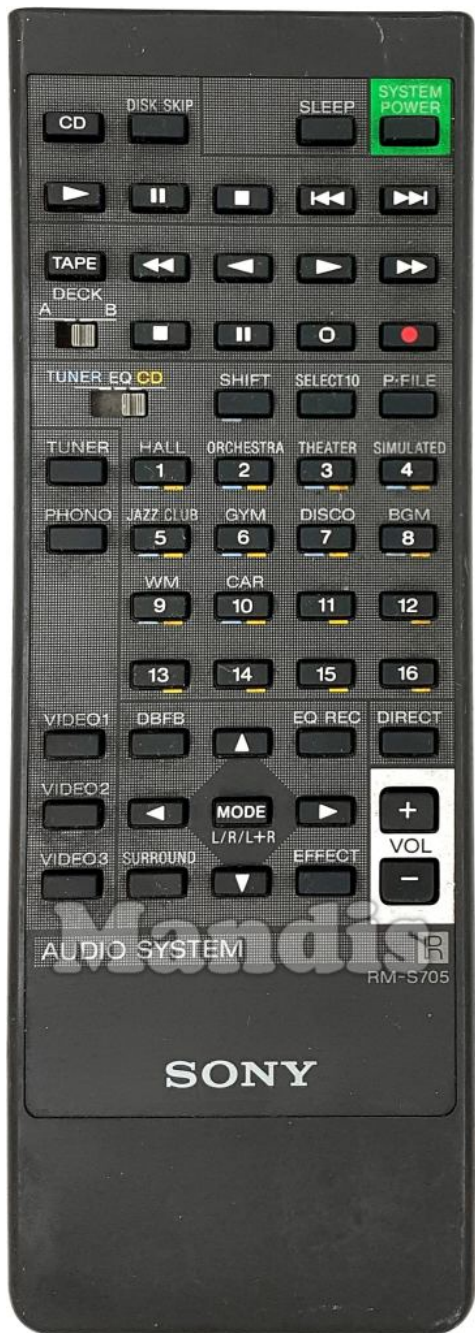 SYSTEM
DISK SKIP SLEEP POWER
CD
TAPE
DECK
A B
TUNER EQ CD SHIFT SELECT10 P·FILE
TUNER HALL ORCHESTRA THEATER SIMULATED
1 2 3 4
PHONO JAZZ CLUB GYM DISCO BGM
5 6 7 8
WM CAR
9 10 11 12
13 14 15 16
VIDEO1 DBFB EQ REC DIRECT
VIDEO2
MODE +
L/R/L+R VOL
VIDEO3 SURROUND EFFECT
−
Mandis
AUDIO SYSTEM R
RM-S705
SONY